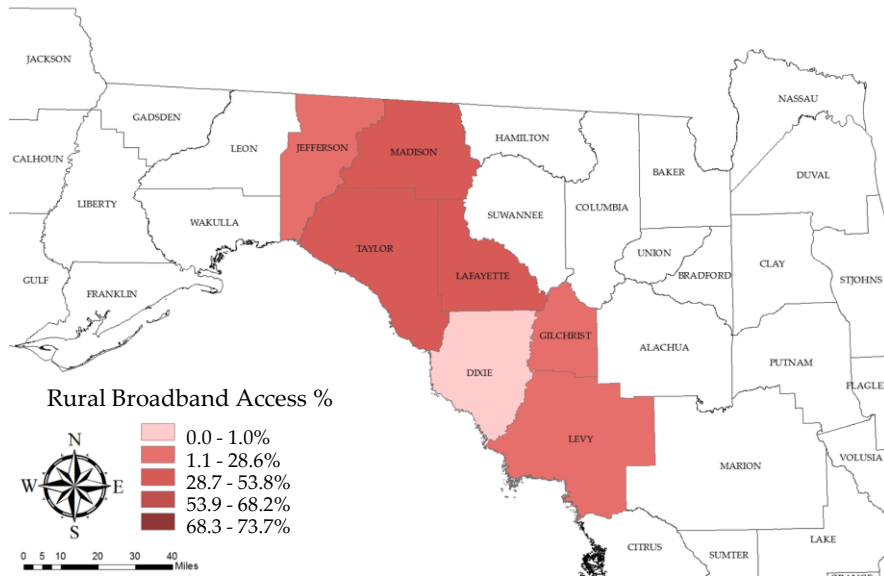 JACKSON
NASSAU
GADSDEN
HAMILTON
LEON
JEFFERSON
MADISON
CALHOUN
BAKER
DUVAL
LIBERTY
COLUMBIA
SUWANNEE
WAKULLA
TAYLOR
UNION
CLAY
LAFAYETTE
BRADFORD
GULF
STJOHNS
FRANKLIN
GILCHRIST
ALACHUA
PUTNAM
DIXIE
FLAGLE
Rural Broadband Access %
0.0 - 1.0%
1.1 - 28.6%
28.7 - 53.8%
53.9 - 68.2%
68.3 - 73.7%
N
W
E
S
LEVY
MARION
VOLUSIA
LAKE
CITRUS
SUMTER
0 5 10 20 30 40
Miles